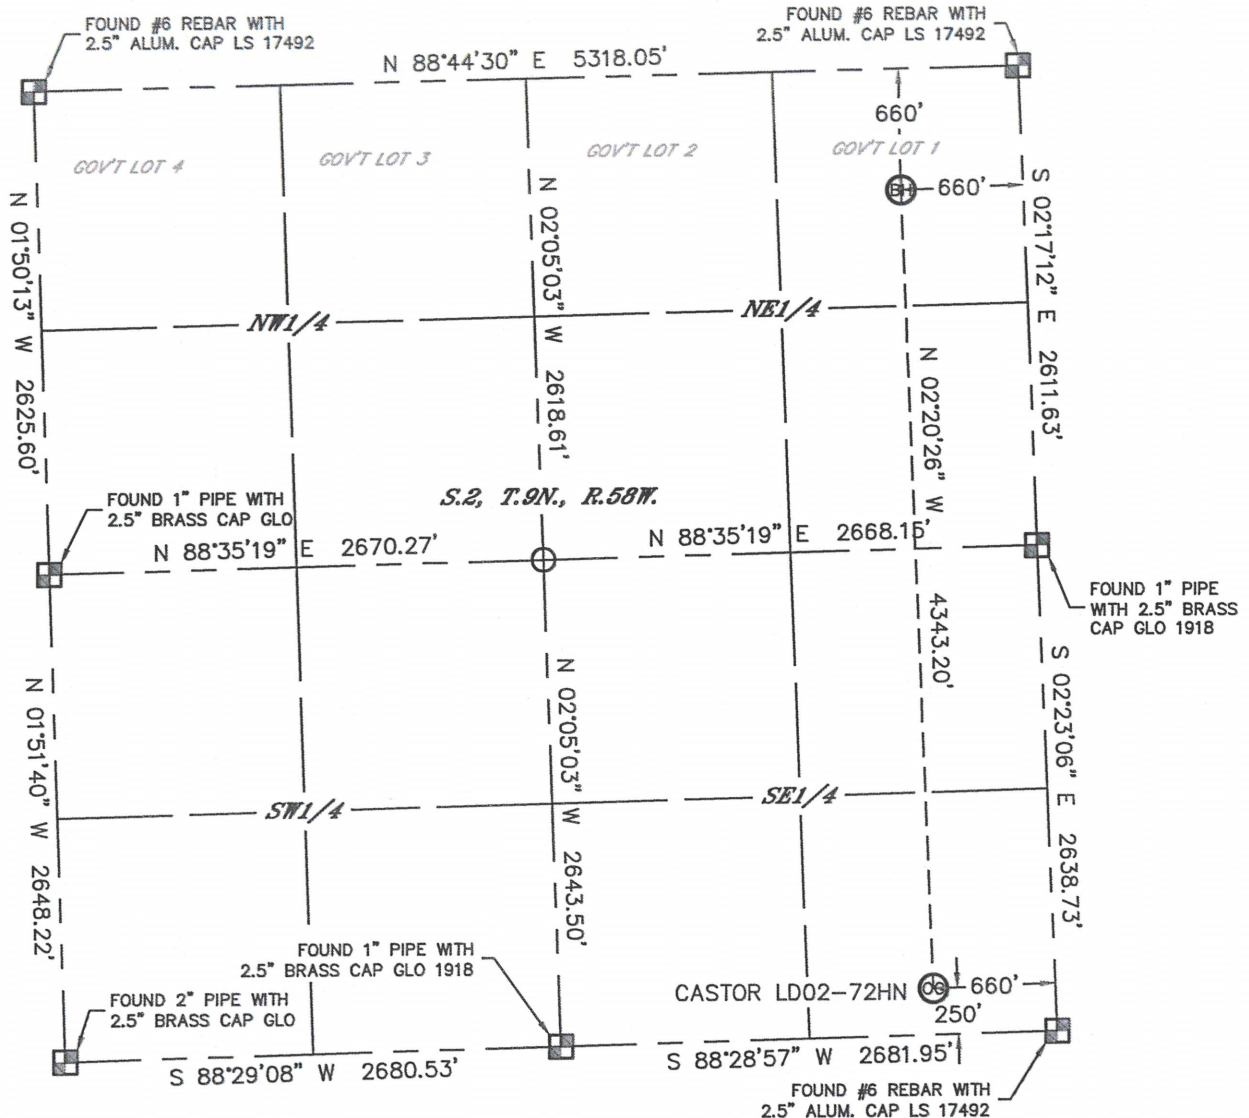 FOUND #6 REBAR WITH
2.5" ALUM. CAP LS 17492
FOUND #6 REBAR WITH
2.5" ALUM. CAP LS 17492
N 88°44'30" E 5318.05'
660'
GOV'T LOT 4
GOV'T LOT 3
GOV'T LOT 2
GOV'T LOT 1
BH
660'
N 01°50'13" W 2625.60'
N 02°05'03" W 2618.61'
S 02°17'12" E 2611.63'
NW1/4
NE1/4
N 02°20'26" W 4343.20'
S.2, T.9N., R.58W.
FOUND 1" PIPE WITH
2.5" BRASS CAP GLO
N 88°35'19" E 2670.27'
N 88°35'19" E 2668.15'
FOUND 1" PIPE
WITH 2.5" BRASS
CAP GLO 1918
N 01°51'40" W 2648.22'
N 02°05'03" W 2643.50'
S 02°23'06" E 2638.73'
SW1/4
SE1/4
FOUND 1" PIPE WITH
2.5" BRASS CAP GLO 1918
CASTOR LD02-72HN
OG
660'
250'
FOUND 2" PIPE WITH
2.5" BRASS CAP GLO
S 88°29'08" W 2680.53'
S 88°28'57" W 2681.95'
FOUND #6 REBAR WITH
2.5" ALUM. CAP LS 17492